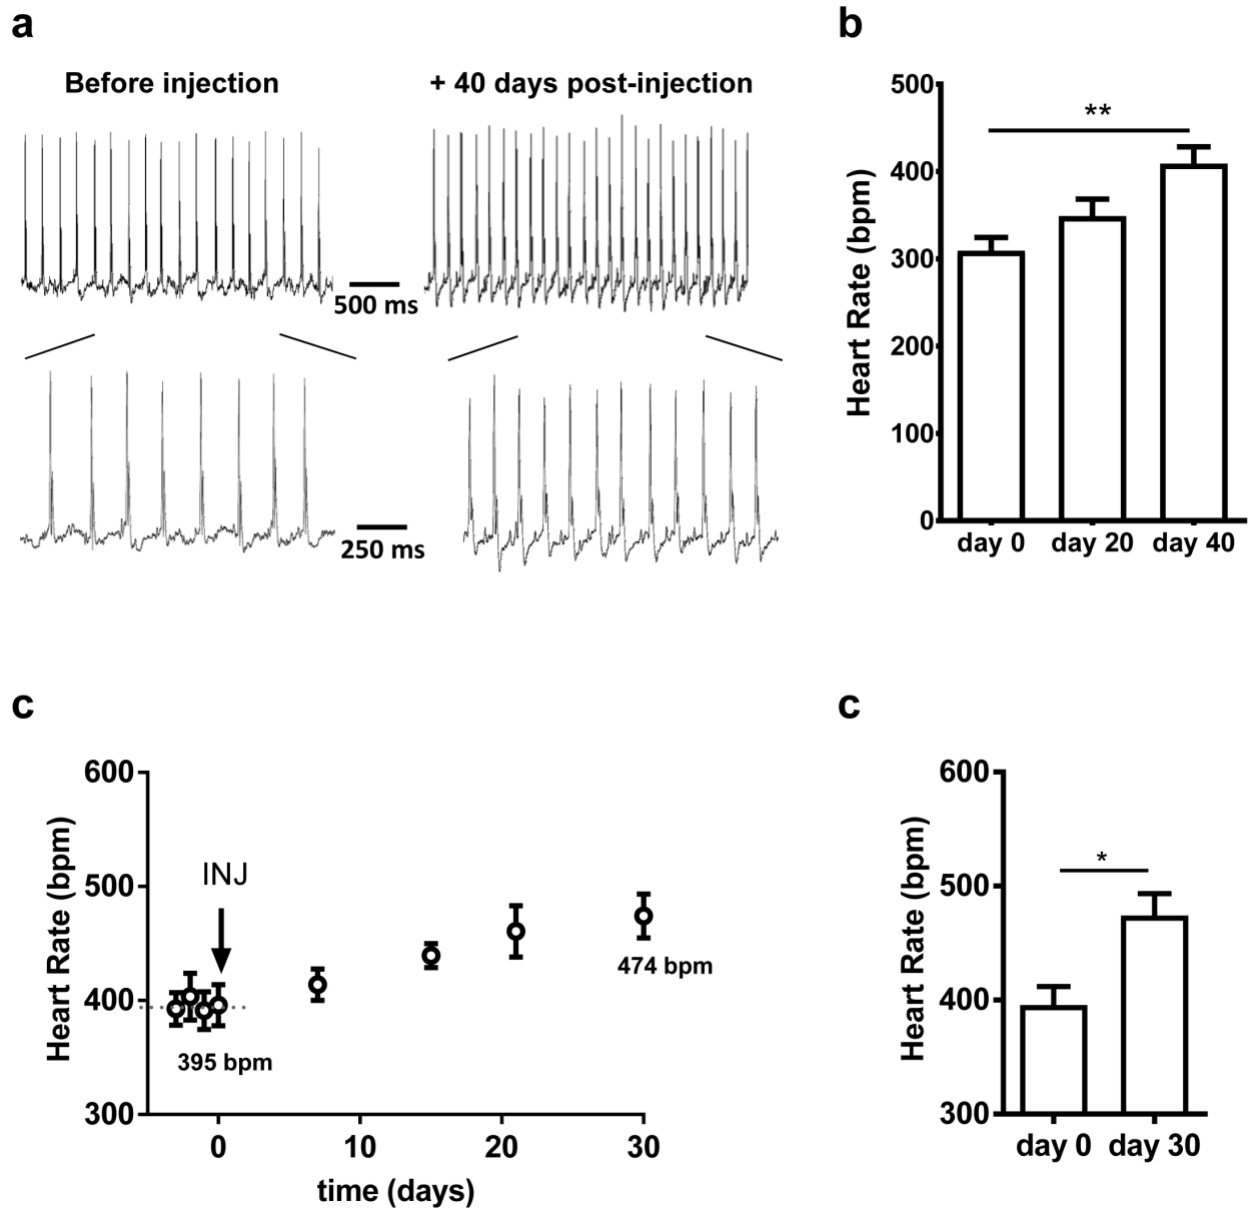 a
Before injection
+ 40 days post-injection
500 ms
250 ms
b
500
400
300
200
100
0
Heart Rate (bpm)
**
day 0 day 20 day 40
c
600
500
400
300
Heart Rate (bpm)
INJ
395 bpm
474 bpm
0 10 20 30
time (days)
c
600
500
400
300
Heart Rate (bpm)
*
day 0 day 30